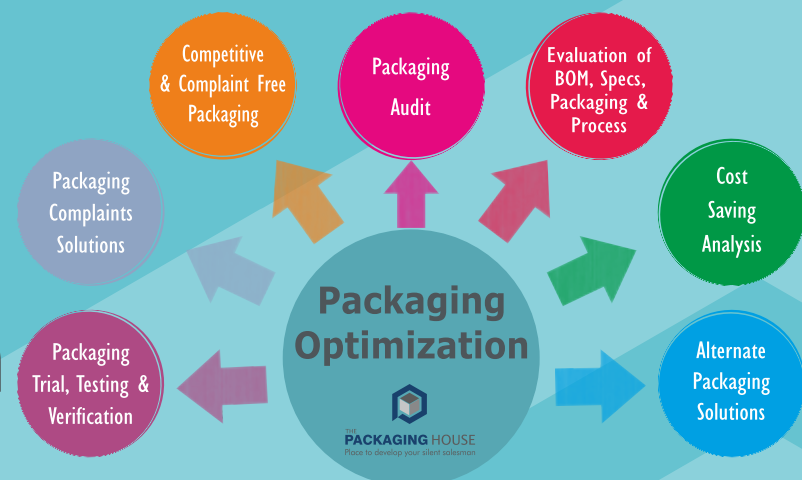 Competitive
& Complaint Free
Packaging
Packaging
Audit
Evaluation of
BOM, Specs,
Packaging &
Process
Packaging
Complaints
Solutions
Cost
Saving
Analysis
Packaging
Trial, Testing &
Verification
Alternate
Packaging
Solutions
Packaging
Optimization
THE
PACKAGING HOUSE
Place to develop your silent salesman